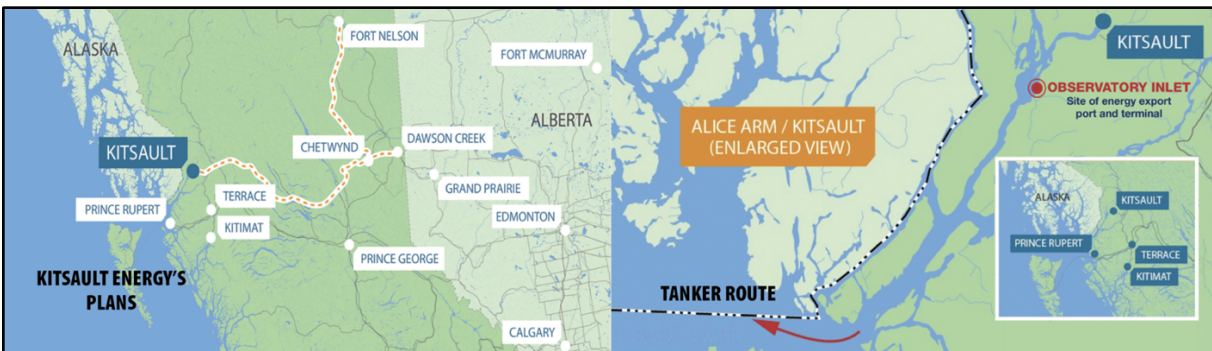 ALASKA
FORT NELSON
FORT MCMURRAY
ALBERTA
CHETWYND
DAWSON CREEK
KITSAULT
GRAND PRAIRIE
TERRACE
PRINCE RUPERT
KITIMAT
EDMONTON
PRINCE GEORGE
KITSAULT ENERGY'S
PLANS
CALGARY
KITSAULT
OBSERVATORY INLET
Site of energy export
port and terminal
ALICE ARM / KITSAULT
(ENLARGED VIEW)
TANKER ROUTE
ALASKA
KITSAULT
PRINCE RUPERT
TERRACE
KITIMAT